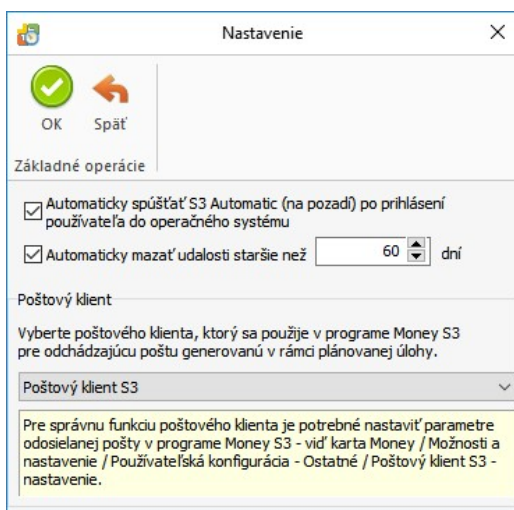 Nastavenie
OK
Späť
Základné operácie
Automaticky spúšťať S3 Automatic (na pozadí) po prihlásení
používateľa do operačného systému
Automaticky mazať udalosti staršie než 60 dní
Poštový klient
Vyberte poštového klienta, ktorý sa použije v programe Money S3
pre odchádzajúcu poštu generovanú v rámci plánovanej úlohy.
Poštový klient S3
Pre správnu funkciu poštového klienta je potrebné nastaviť parametre
odosielanej pošty v programe Money S3 - viď karta Money / Možnosti a
nastavenie / Používateľská konfigurácia - Ostatné / Poštový klient S3 -
nastavenie.